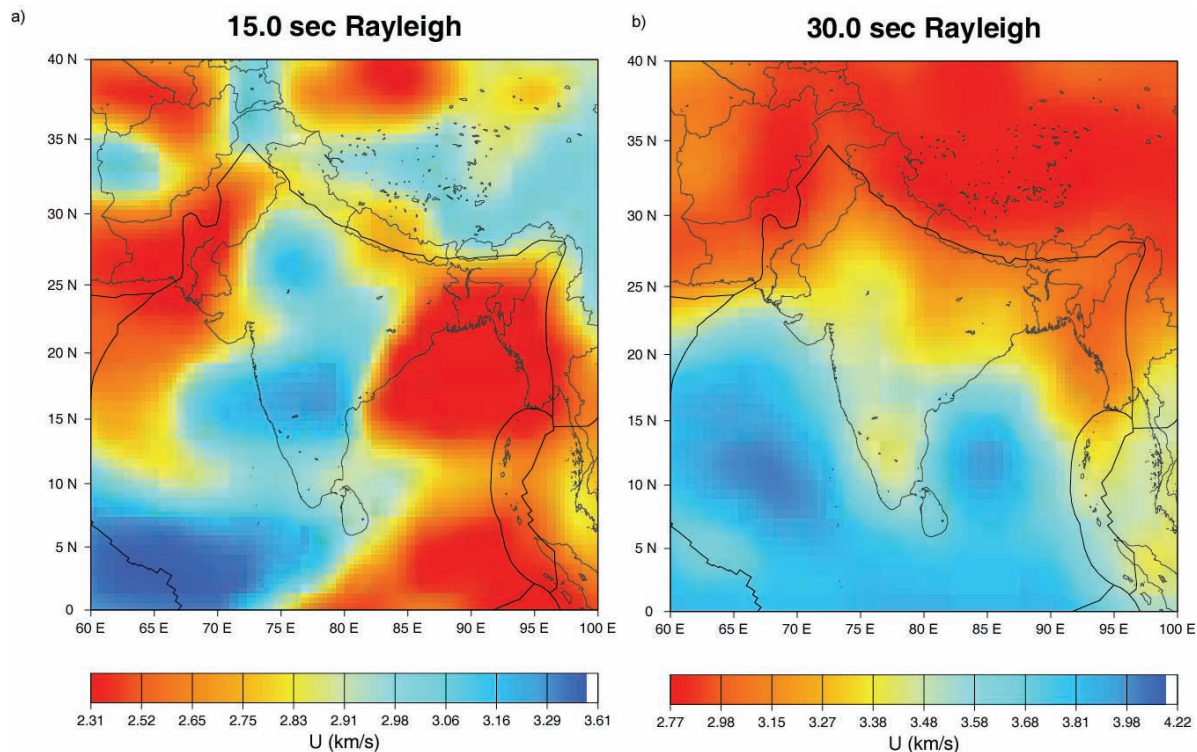 a)
15.0 sec Rayleigh
40 N
35 N
30 N
25 N
20 N
15 N
10 N
5 N
0
60 E 65 E 70 E 75 E 80 E 85 E 90 E 95 E 100 E
2.31 2.52 2.65 2.75 2.83 2.91 2.98 3.06 3.16 3.29 3.61
U (km/s)
b)
30.0 sec Rayleigh
40 N
35 N
30 N
25 N
20 N
15 N
10 N
5 N
0
60 E 65 E 70 E 75 E 80 E 85 E 90 E 95 E 100 E
2.77 2.98 3.15 3.27 3.38 3.48 3.58 3.68 3.81 3.98 4.22
U (km/s)